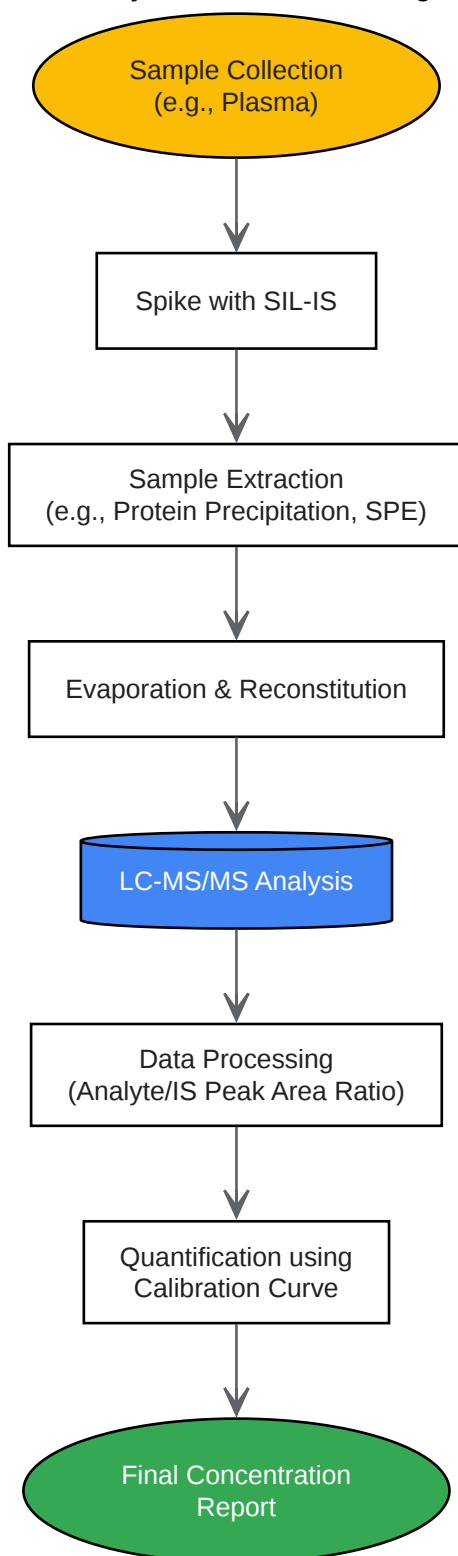 Sample Collection
(e.g., Plasma)
Spike with SIL-IS
Sample Extraction
(e.g., Protein Precipitation, SPE)
Evaporation & Reconstitution
LC-MS/MS Analysis
Data Processing
(Analyte/IS Peak Area Ratio)
Quantification using
Calibration Curve
Final Concentration
Report